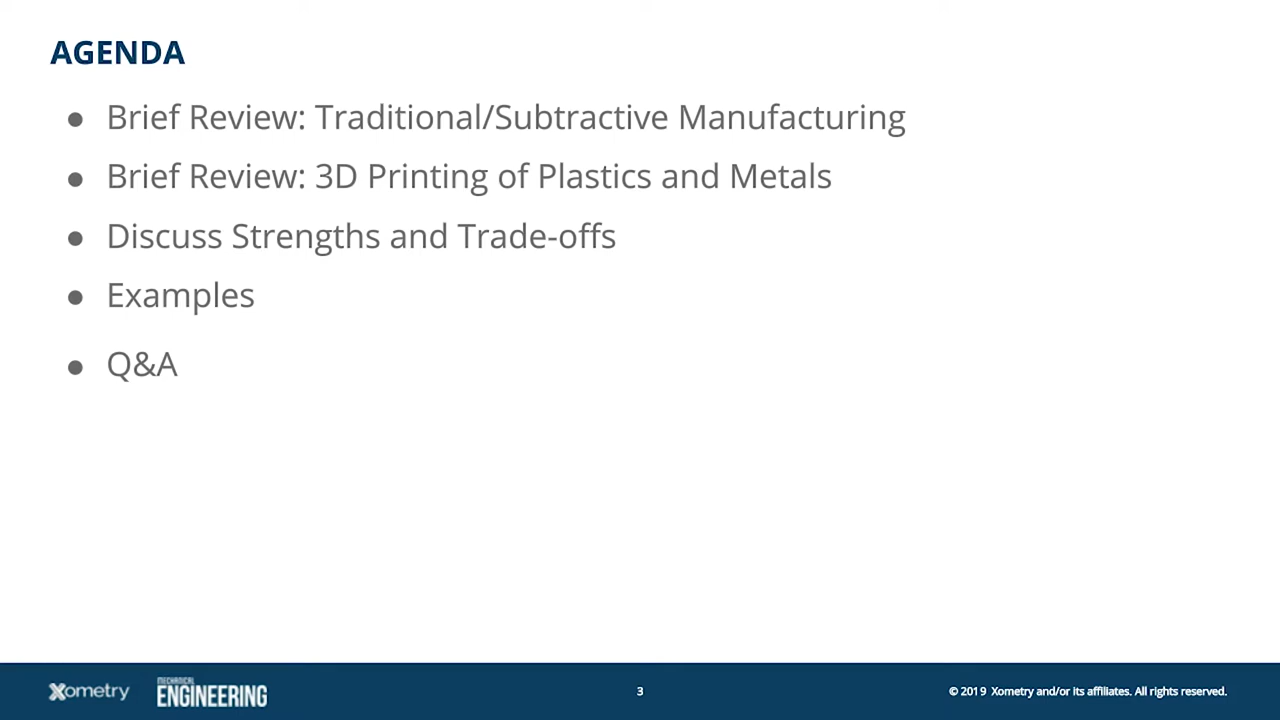 AGENDA
● Brief Review: Traditional/Subtractive Manufacturing
● Brief Review: 3D Printing of Plastics and Metals
● Discuss Strengths and Trade-offs
● Examples
● Q&A
Xometry
MECHANICAL
ENGINEERING
3
© 2019 Xometry and/or its affiliates. All rights reserved.